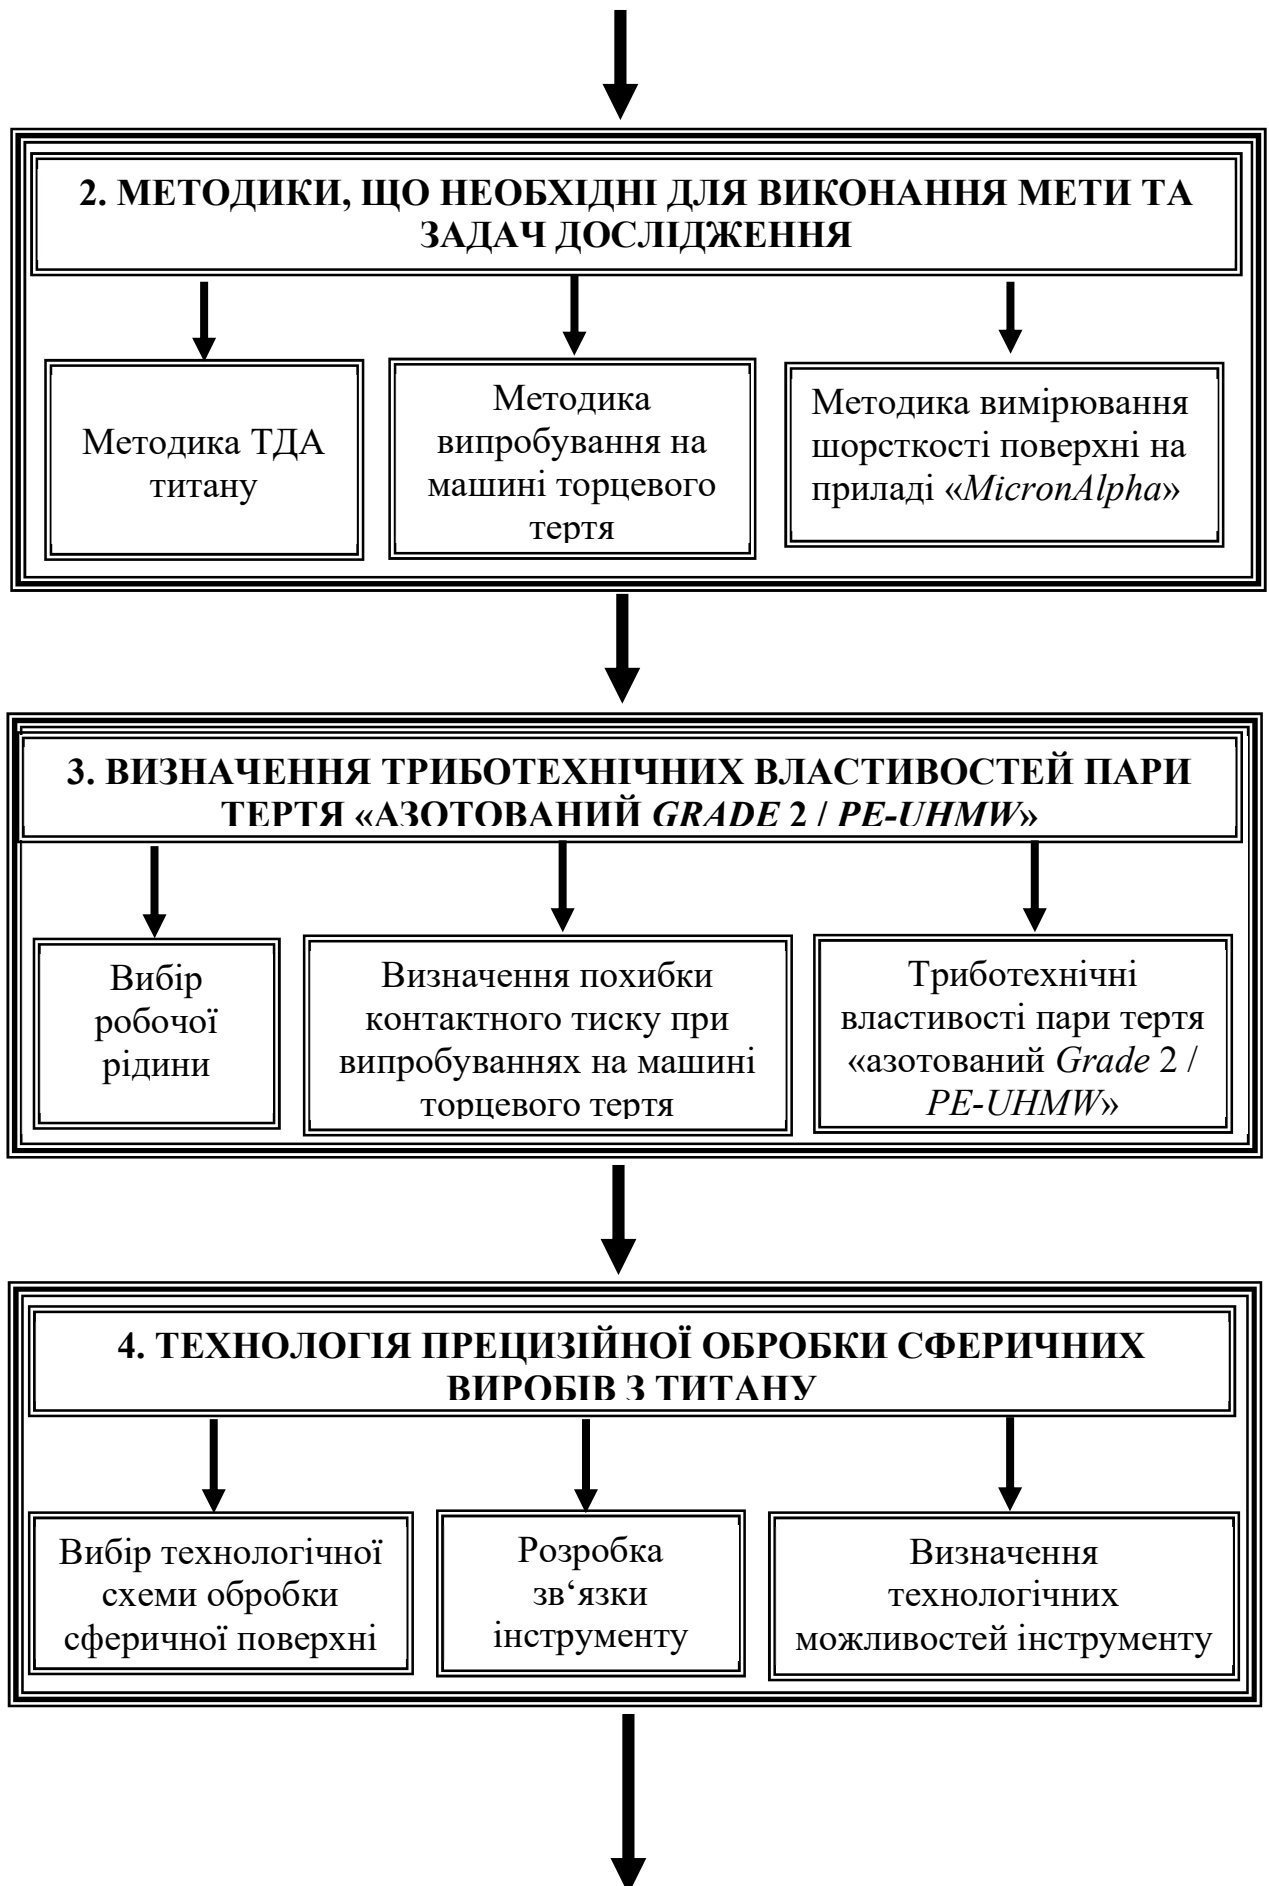 2. МЕТОДИКИ, ЩО НЕОБХІДНІ ДЛЯ ВИКОНАННЯ МЕТИ ТА
ЗАДАЧ ДОСЛІДЖЕННЯ
Методика ТДА
титану
Методика
випробування на
машині торцевого
тертя
Методика вимірювання
шорсткості поверхні на
приладі «MicronAlpha»
3. ВИЗНАЧЕННЯ ТРИБОТЕХНІЧНИХ ВЛАСТИВОСТЕЙ ПАРИ
ТЕРТЯ «АЗОТОВАНИЙ GRADE 2 / PE-UHMW»
Вибір
робочої
рідини
Визначення похибки
контактного тиску при
випробуваннях на машині
торцевого тертя
Триботехнічні
властивості пари тертя
«азотований Grade 2 /
PE-UHMW»
4. ТЕХНОЛОГІЯ ПРЕЦИЗІЙНОЇ ОБРОБКИ СФЕРИЧНИХ
ВИРОБІВ З ТИТАНУ
Вибір технологічної
схеми обробки
сферичної поверхні
Розробка
зв‘язки
інструменту
Визначення
технологічних
можливостей інструменту